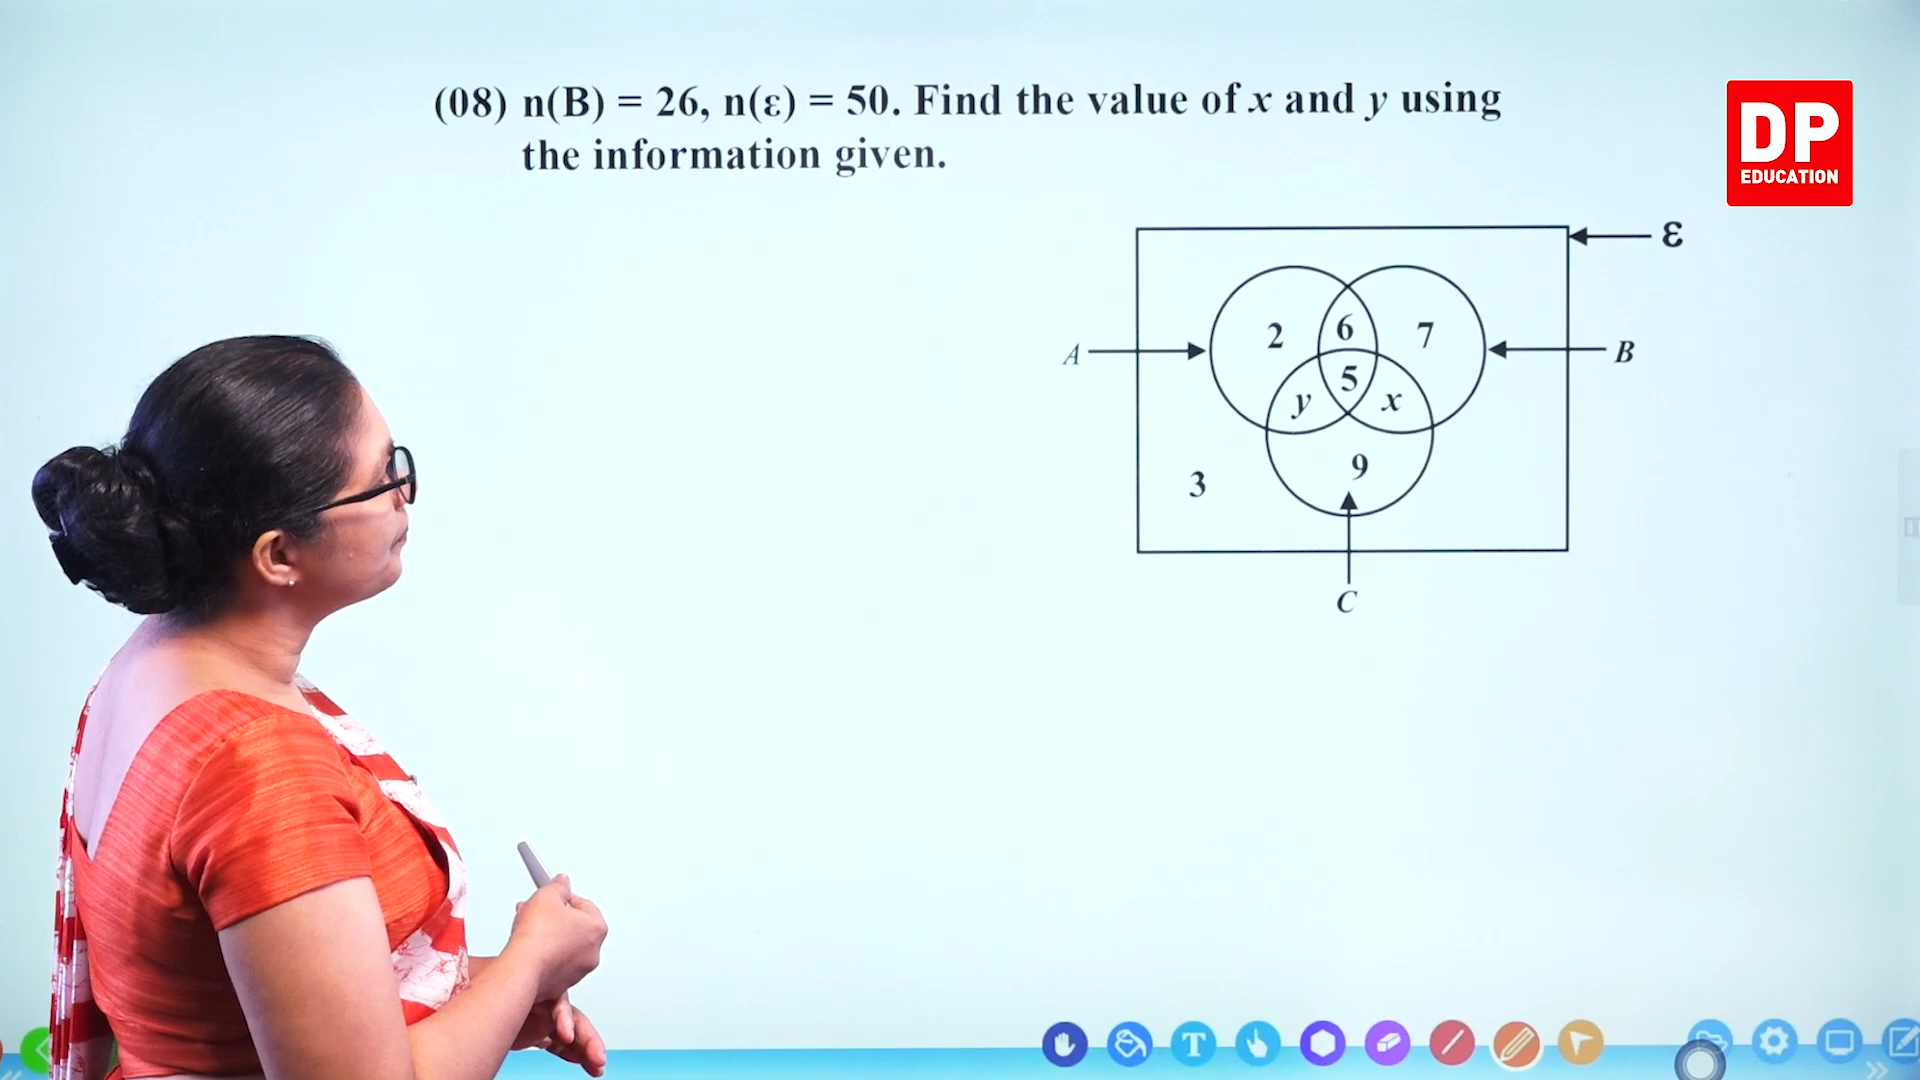 (08) n(B) = 26, n(ε) = 50. Find the value of x and y using
the information given.
DP
EDUCATION
ε
2
6
7
A
B
5
y
x
9
3
C
T